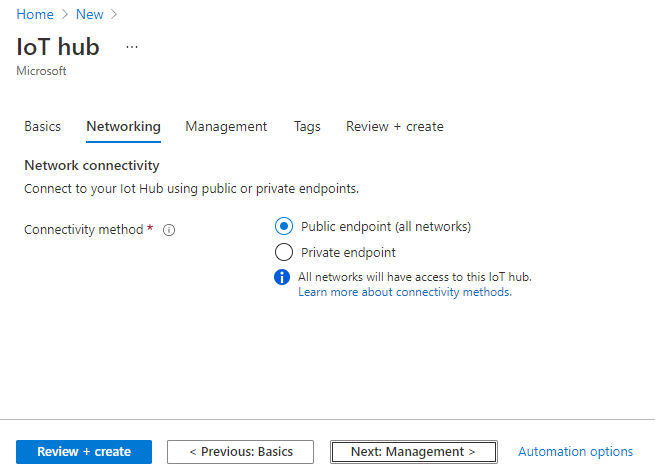 Home > New >
IoT hub ...
Microsoft
Basics Networking Management Tags Review + create
Network connectivity
Connect to your Iot Hub using public or private endpoints.
Connectivity method *
Public endpoint (all networks)
Private endpoint
All networks will have access to this IoT hub.
Learn more about connectivity methods.
Review + create < Previous: Basics Next: Management > Automation options